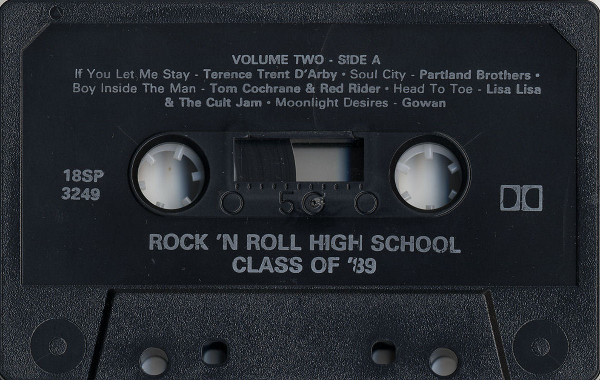 VOLUME TWO - SIDE A
If You Let Me Stay - Terence Trent D'Arby • Soul City - Partland Brothers •
Boy Inside The Man - Tom Cochrane & Red Rider • Head To Toe - Lisa Lisa
& The Cult Jam • Moonlight Desires - Gowan
18SP
3249
50
ROCK 'N ROLL HIGH SCHOOL
CLASS OF '89